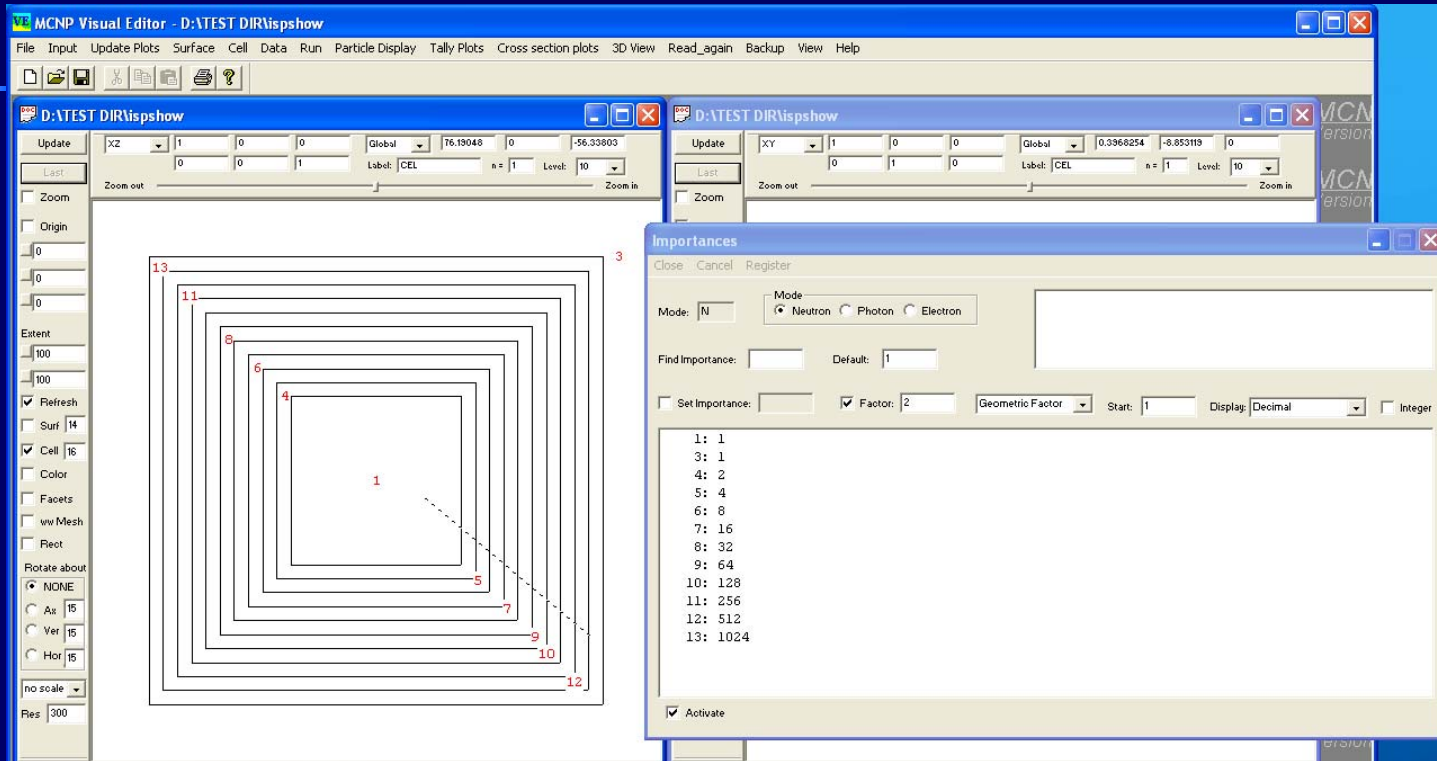 MCNP Visual Editor - D:\TEST DIR\ispshow
File Input Update Plots Surface Cell Data Run Particle Display Tally Plots Cross section plots 3D View Read_again Backup View Help
D:\TEST DIR\ispshow
Update XZ 1 0 0 Global 76.19048 0 -56.33803
Last 0 0 1 Label: CEL n = 1 Level: 10
Zoom out Zoom in
Zoom
Origin
0
0
0
Extent
100
100
Refresh
Surf 14
Cell 16
Color
Facets
ww Mesh
Rect
Rotate about
NONE
Ax 15
Ver 15
Hor 15
no scale
Res 300
3
13
11
8
6
4
1
5
7
9
10
12
D:\TEST DIR\ispshow
Update XY 1 0 0 Global 0.3968254 -8.853119 0
Last 0 1 0 Label: CEL n = 1 Level: 10
Zoom out Zoom in
Zoom
MCN
ersion
MCN
ersion
Importances
Close Cancel Register
Mode: N Mode Neutron Photon Electron
Find Importance: Default: 1
Set Importance: Factor: 2 Geometric Factor Start: 1 Display: Decimal Integer
1: 1
3: 1
4: 2
5: 4
6: 8
7: 16
8: 32
9: 64
10: 128
11: 256
12: 512
13: 1024
Activate
ersion